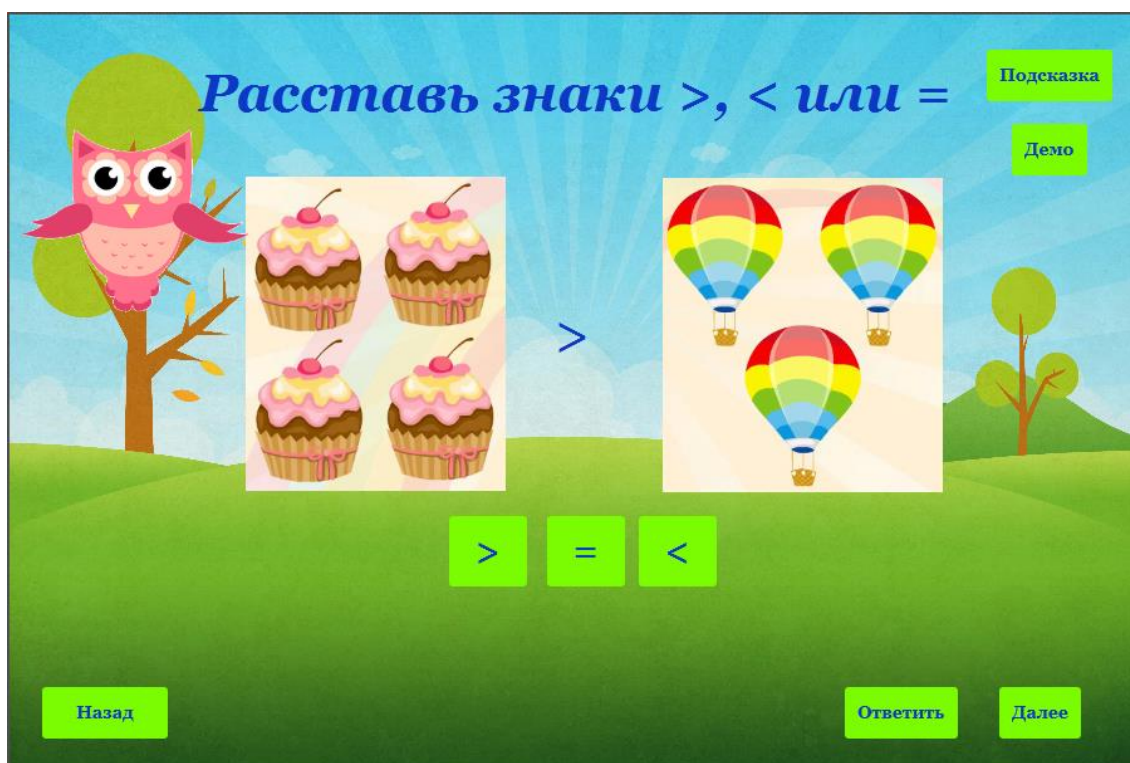 Расставь знаки >, < или =
Подсказка
Демо
>
> = <
Назад
Ответить
Далее